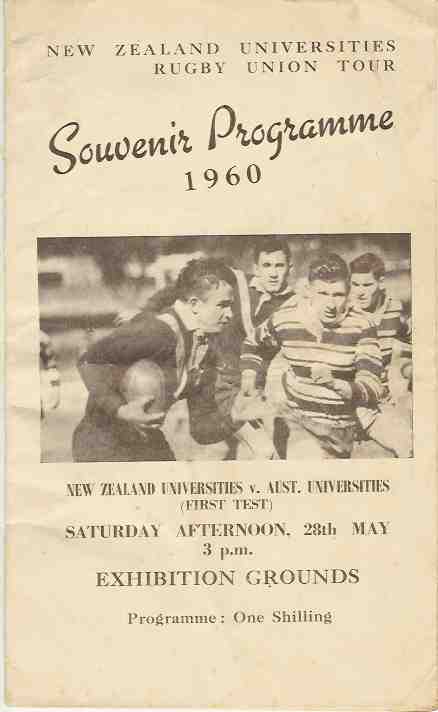 NEW ZEALAND UNIVERSITIES
RUGBY UNION TOUR
Souvenir Programme
1960
NEW ZEALAND UNIVERSITIES v. AUST. UNIVERSITIES
(FIRST TEST)
SATURDAY AFTERNOON, 28th MAY
3 p.m.
EXHIBITION GROUNDS
Programme: One Shilling